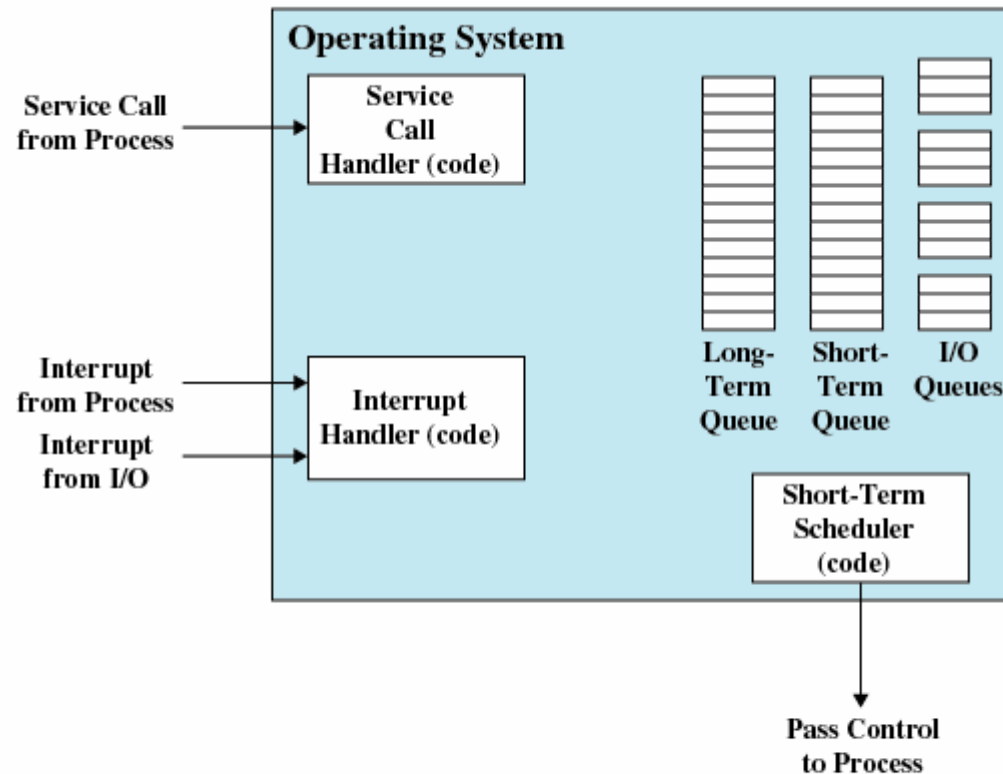 Operating System
Service Call
from Process
Service
Call
Handler (code)
Interrupt
from Process
Interrupt
from I/O
Interrupt
Handler (code)
Long-
Term
Queue
Short-
Term
Queue
I/O
Queues
Short-Term
Scheduler
(code)
Pass Control
to Process